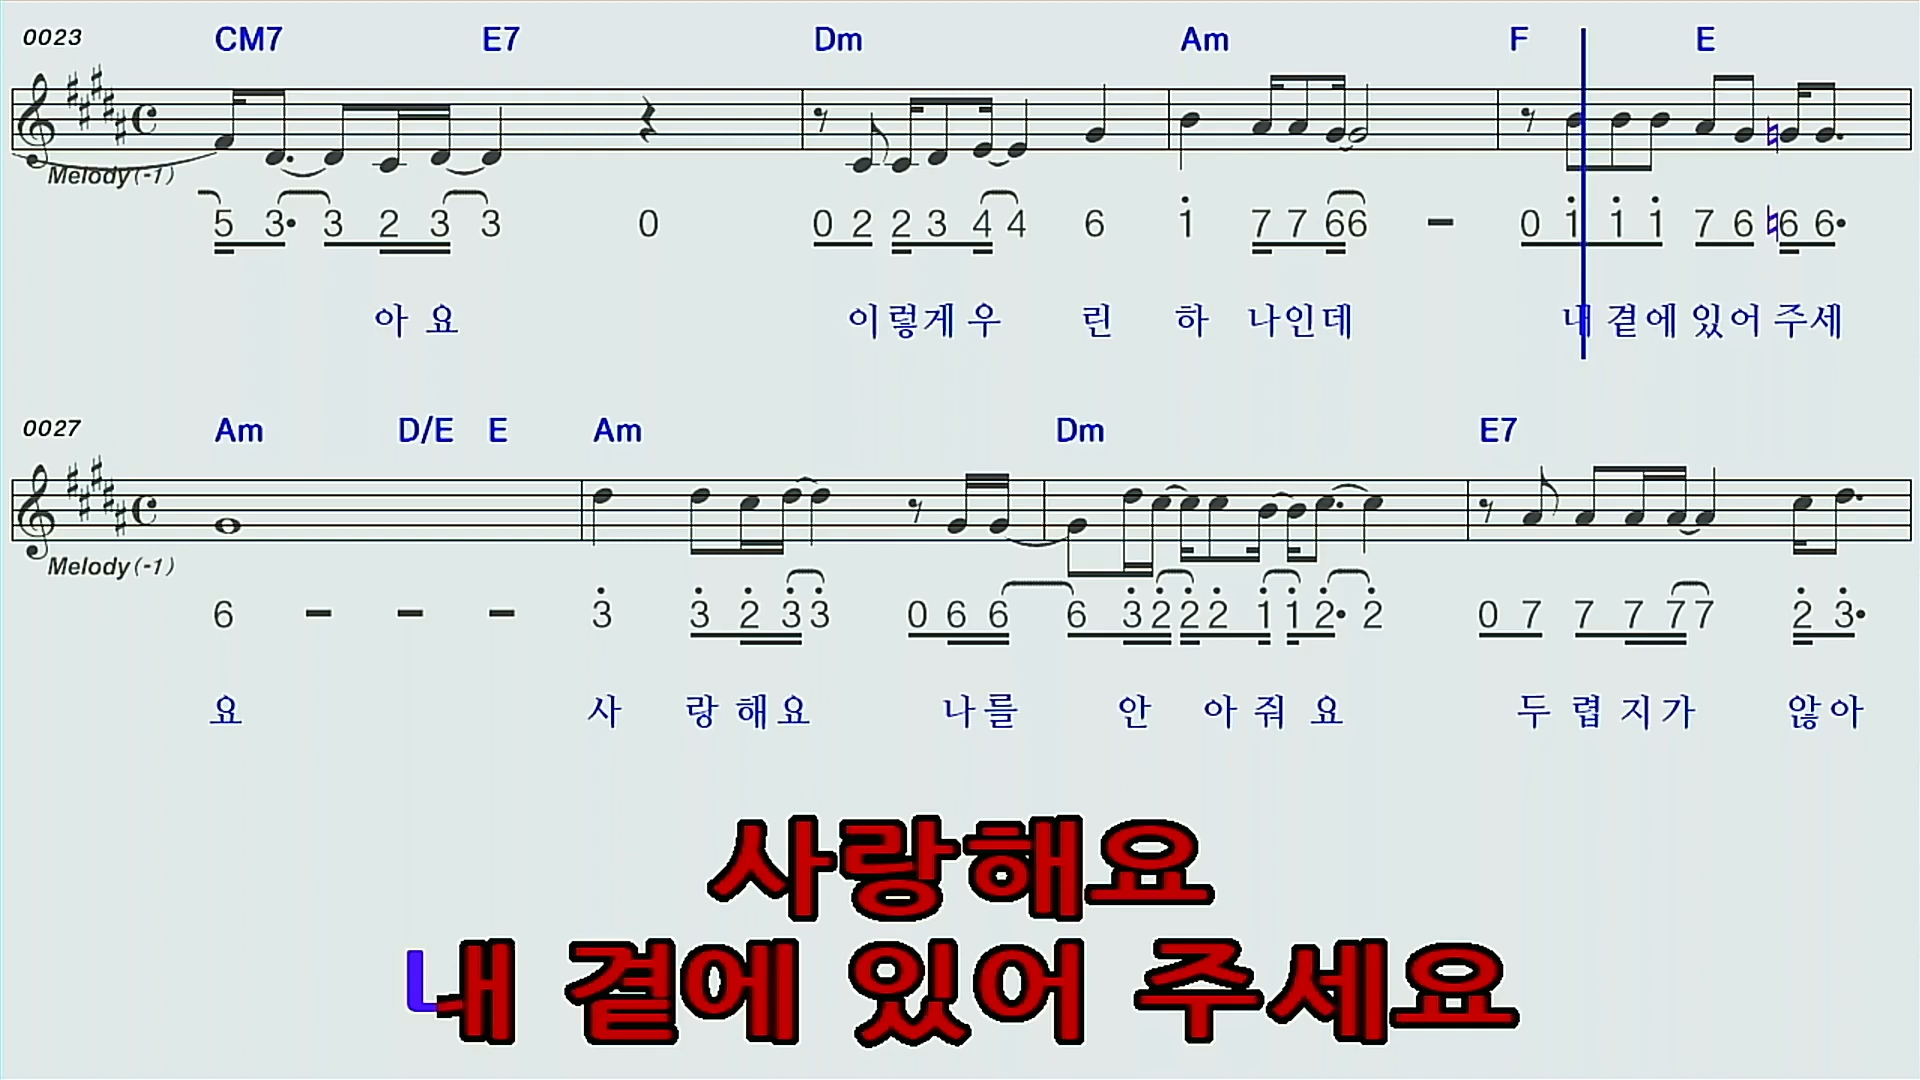 0023 CM7 E7 Dm Am F E
Melody(-1)
5 3• 3 2 3 3 0 0 2 2 3 4 4 6 1 7 7 6 6 - 0 1 1 1 7 6 ♮6 6•
아 요 이 렇 게 우 린 하 나 인 데 내 곁 에 있 어 주 세
0027 Am D/E E Am Dm E7
Melody(-1)
6 - - - 3 3 2 3 3 0 6 6 6 3 2 2 2 1 1 2• 2 0 7 7 7 7 7 2 3•
요 사 랑 해 요 나 를 안 아 줘 요 두 렵 지 가 않 아
사랑해요
내 곁에 있어 주세요